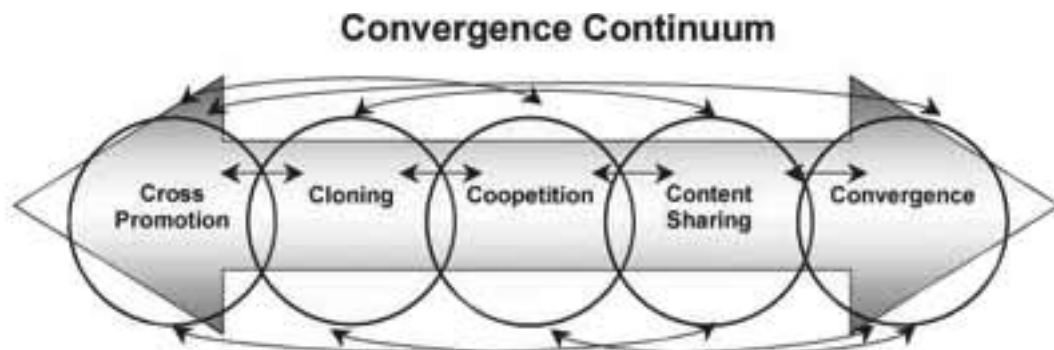 Convergence Continuum
Cross
Promotion
Cloning
Coopetition
Content
Sharing
Convergence